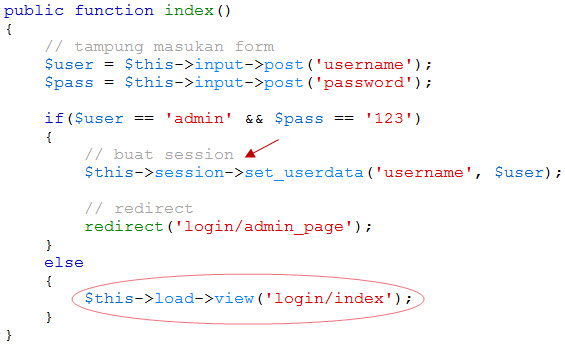 public function index()
{
// tampung masukan form
$user = $this->input->post('username');
$pass = $this->input->post('password');
if($user == 'admin' && $pass == '123')
{
// buat session
$this->session->set_userdata('username', $user);
// redirect
redirect('login/admin_page');
}
else
{
$this->load->view('login/index');
}
}